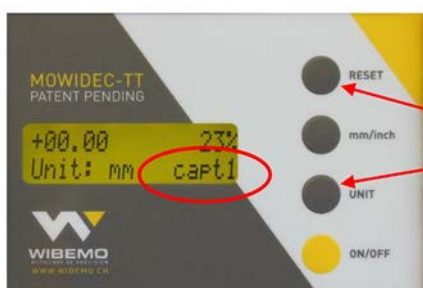 MOWIDEC-TT
PATENT PENDING
RESET
+00.00 23%
mm/inch
Unit: mm capt1
UNIT
WIBEMO
ON/OFF
WWW.WIBEMO.CH